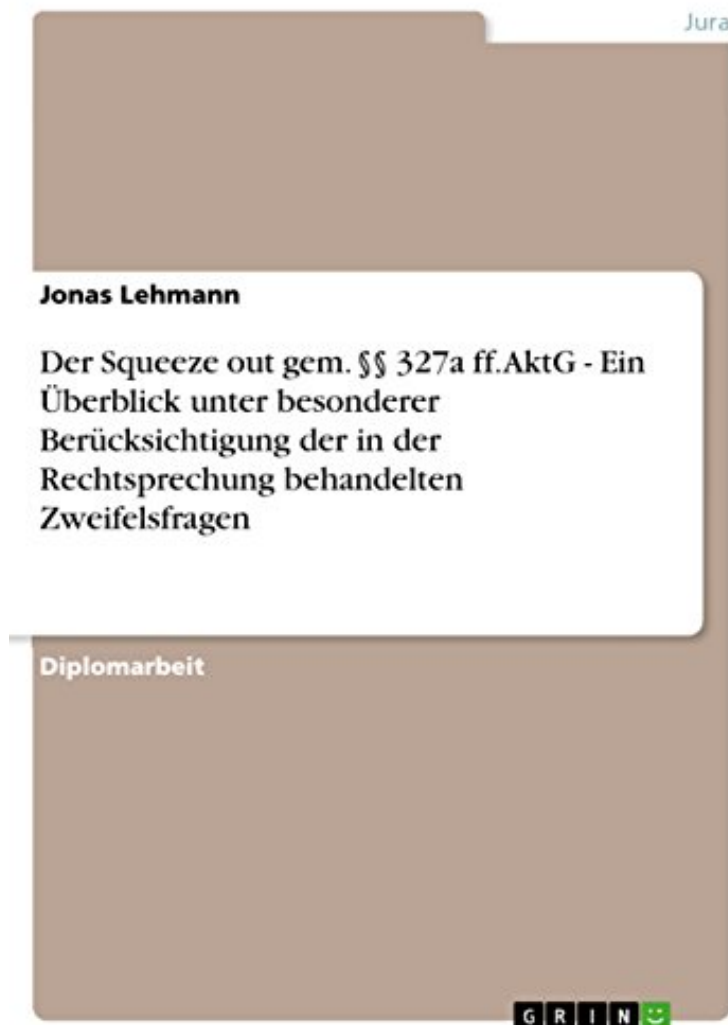 Jura
Jonas Lehmann
Der Squeeze out gem. §§ 327a ff.AktG - Ein
Überblick unter besonderer
Berücksichtigung der in der
Rechtsprechung behandelten
Zweifelsfragen
Diplomarbeit
GRIN